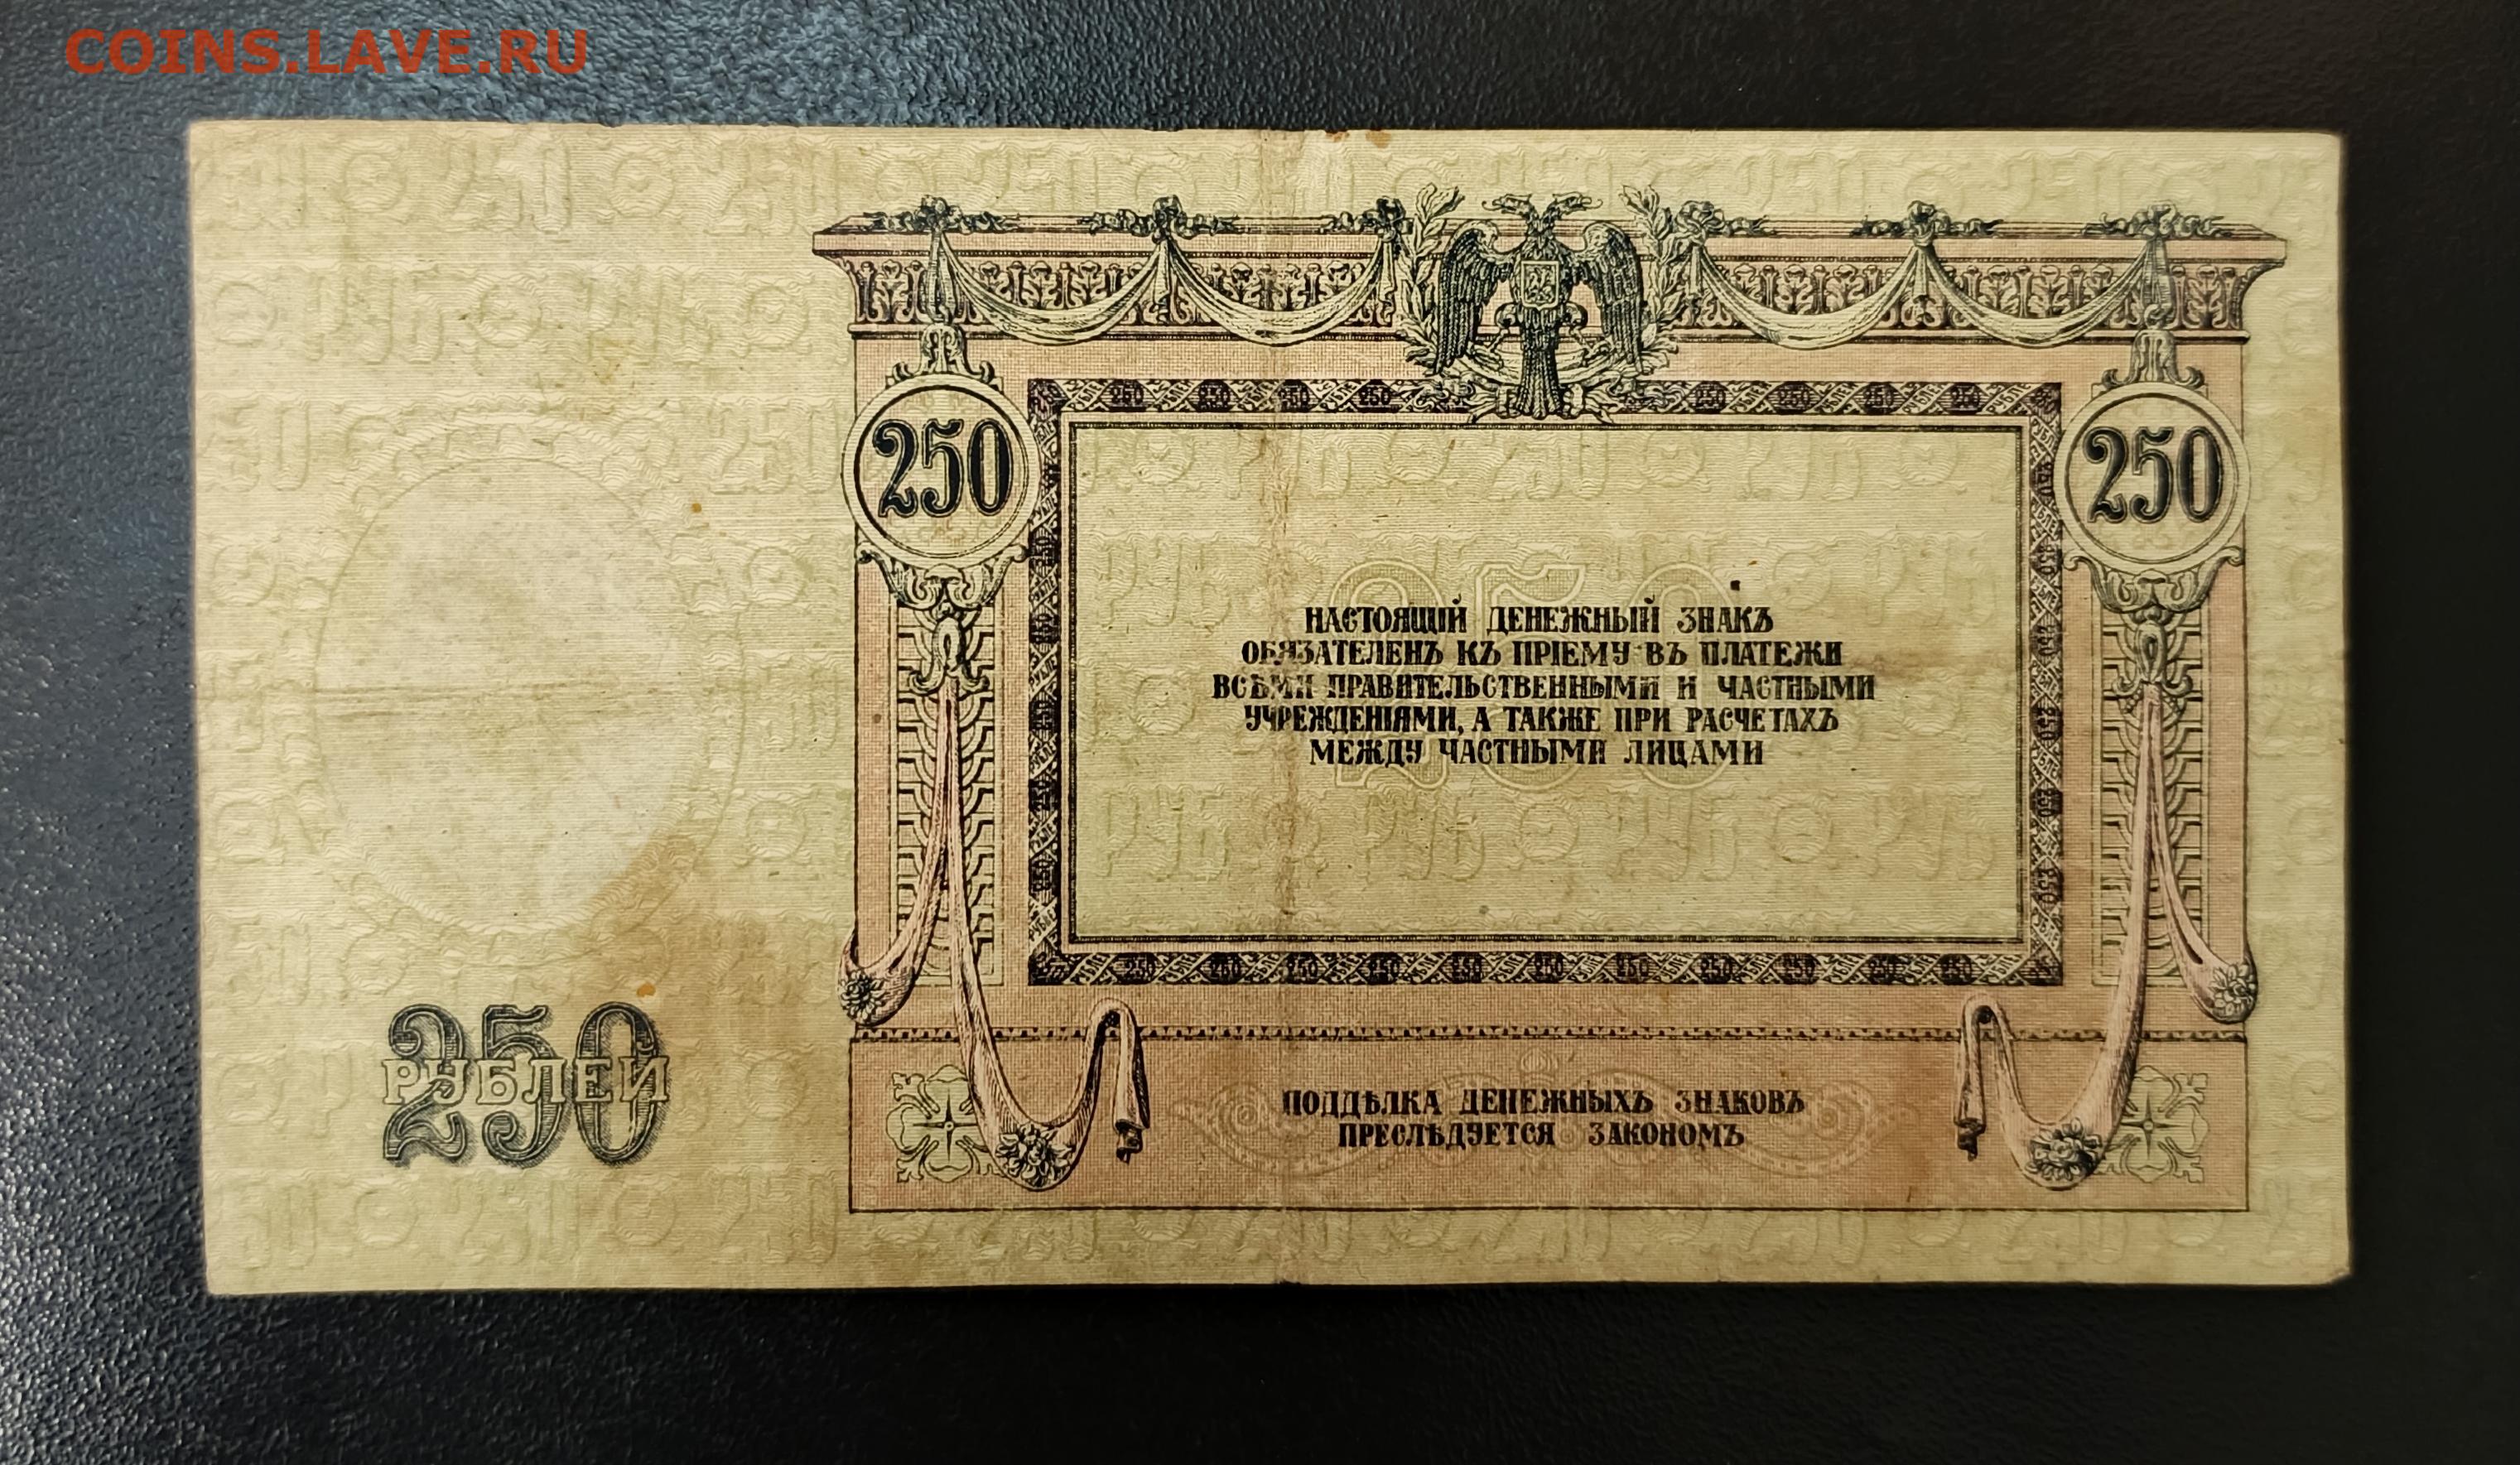 COINS.LAVE.RU
250
250
НАСТОЯЩІЙ ДЕНЕЖНЫЙ ЗНАКЪ
ОБЯЗАТЕЛЕНЪ КЪ ПРІЕМУ ВЪ ПЛАТЕЖИ
ВСѢМИ ПРАВИТЕЛЬСТВЕННЫМИ И ЧАСТНЫМИ
УЧРЕЖДЕНІЯМИ, А ТАКЖЕ ПРИ РАСЧЕТАХЪ
МЕЖДУ ЧАСТНЫМИ ЛИЦАМИ
250
РУБЛЕЙ
ПОДДѢЛКА ДЕНЕЖНЫХЪ ЗНАКОВЪ
ПРЕСЛѢДУЕТСЯ ЗАКОНОМЪ